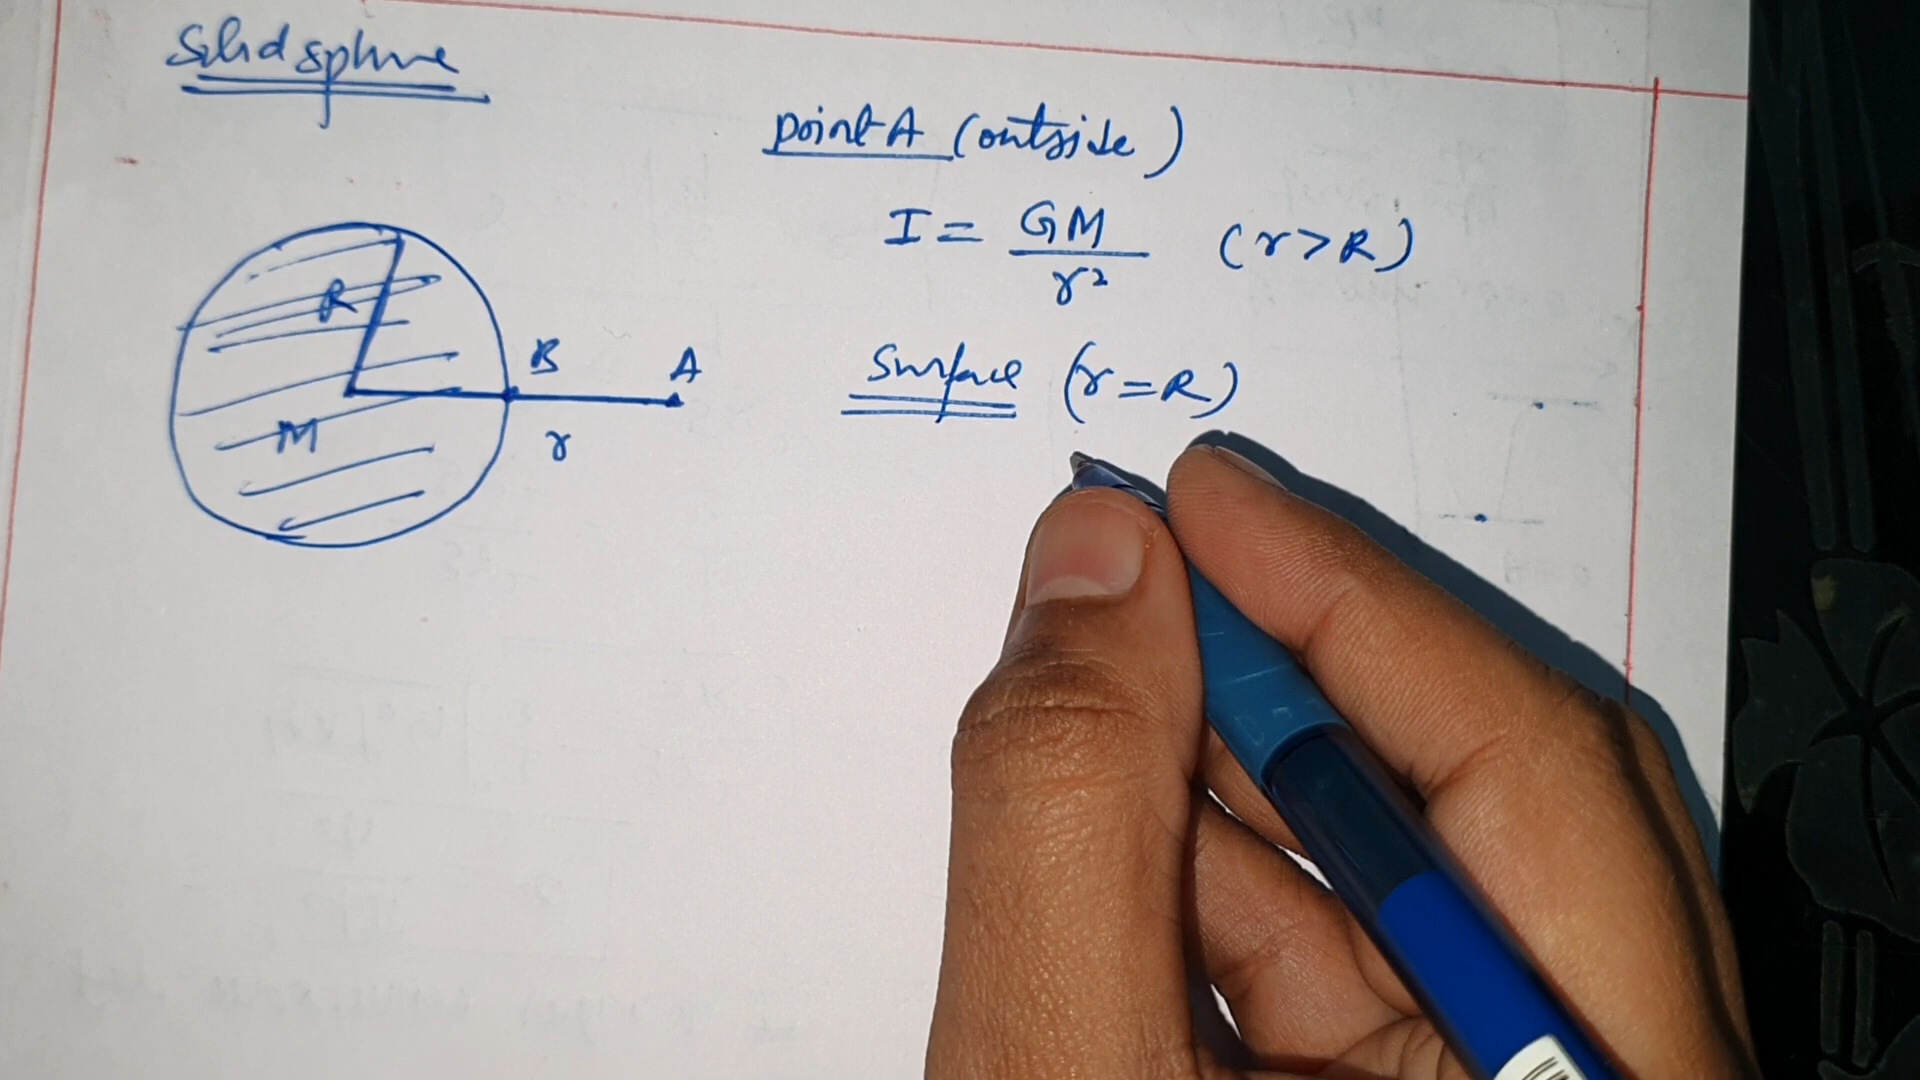 Solid sphere
point A (outside)
I = GM / r² (r > R)
Surface (r = R)
R
B
A
M
r